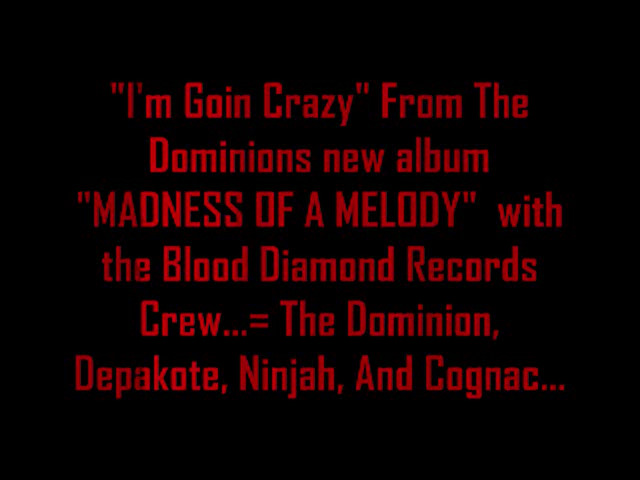 "I'm Goin Crazy" From The
Dominions new album
"MADNESS OF A MELODY"  with
the Blood Diamond Records
Crew...= The Dominion,
Depakote, Ninjah, And Cognac...